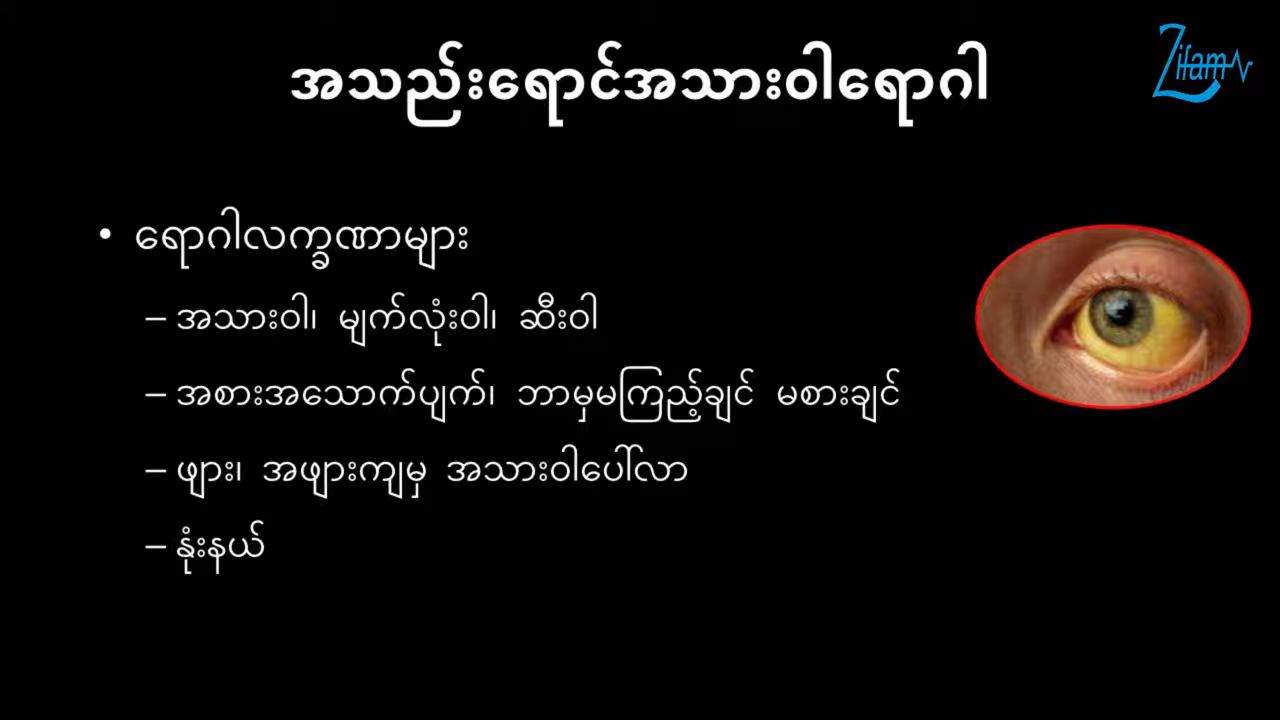 Zifam
အသည်းရောင်အသားဝါရောဂါ
• ရောဂါလက္ခဏာများ
– အသားဝါ၊ မျက်လုံးဝါ၊ ဆီးဝါ
– အစားအသောက်ပျက်၊ ဘာမှမကြည့်ချင် မစားချင်
– ဖျား၊ အဖျားကျမှ အသားဝါပေါ်လာ
– နုံးနယ်